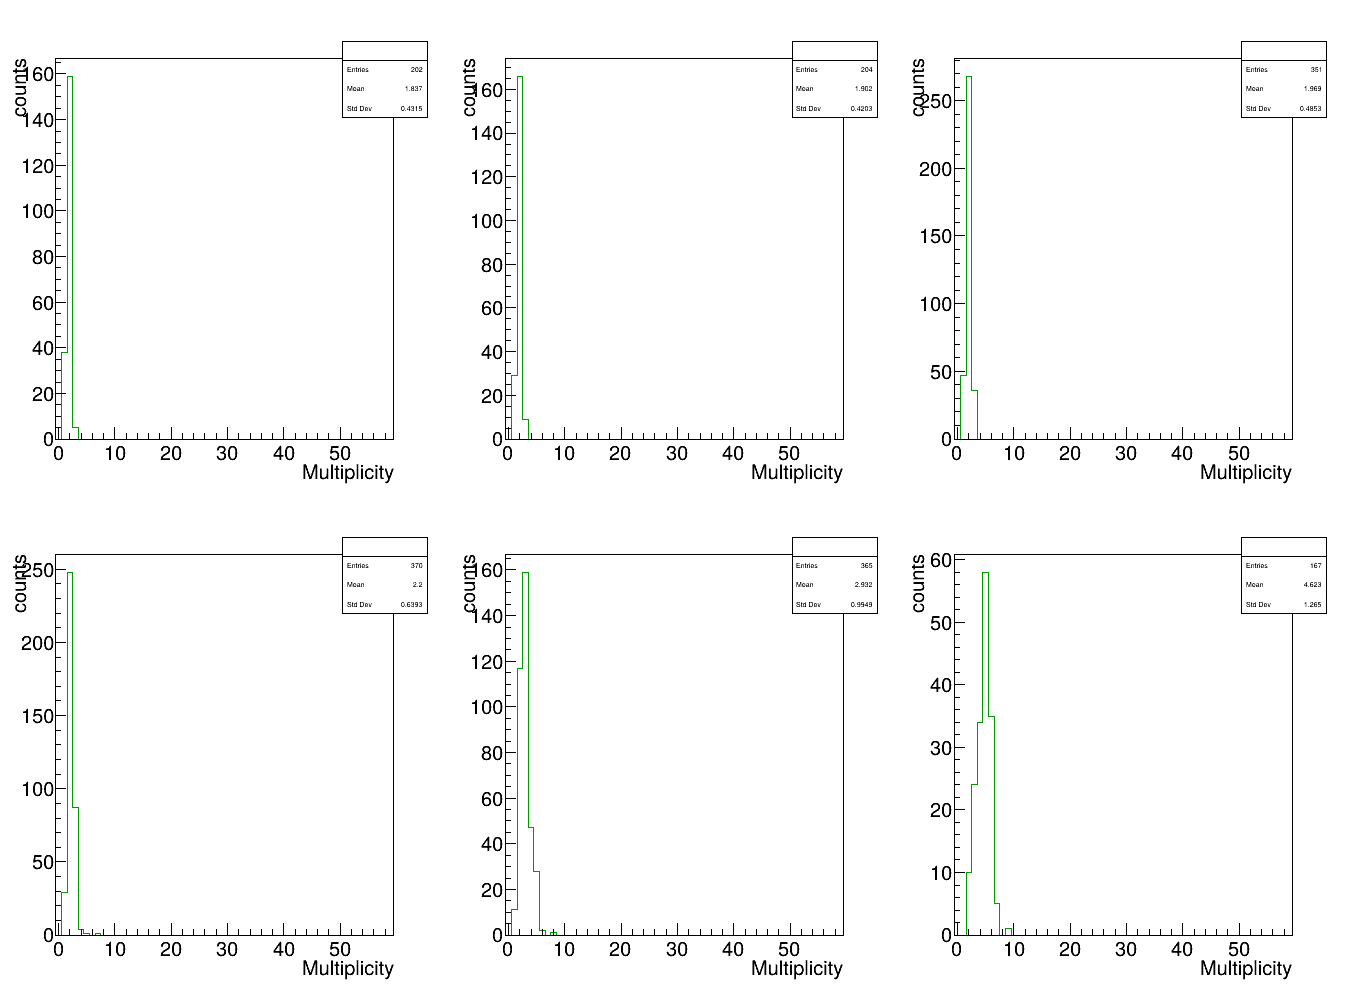 counts
160
140
120
100
80
60
40
20
0
0 10 20 30 40 50
Multiplicity
Entries 202
Mean 1.837
Std Dev 0.4315
counts
160
140
120
100
80
60
40
20
0
0 10 20 30 40 50
Multiplicity
Entries 204
Mean 1.902
Std Dev 0.4203
counts
250
200
150
100
50
0
0 10 20 30 40 50
Multiplicity
Entries 351
Mean 1.969
Std Dev 0.4853
counts
250
200
150
100
50
0
0 10 20 30 40 50
Multiplicity
Entries 370
Mean 2.2
Std Dev 0.6393
counts
160
140
120
100
80
60
40
20
0
0 10 20 30 40 50
Multiplicity
Entries 365
Mean 2.932
Std Dev 0.9949
counts
60
50
40
30
20
10
0
0 10 20 30 40 50
Multiplicity
Entries 167
Mean 4.623
Std Dev 1.265